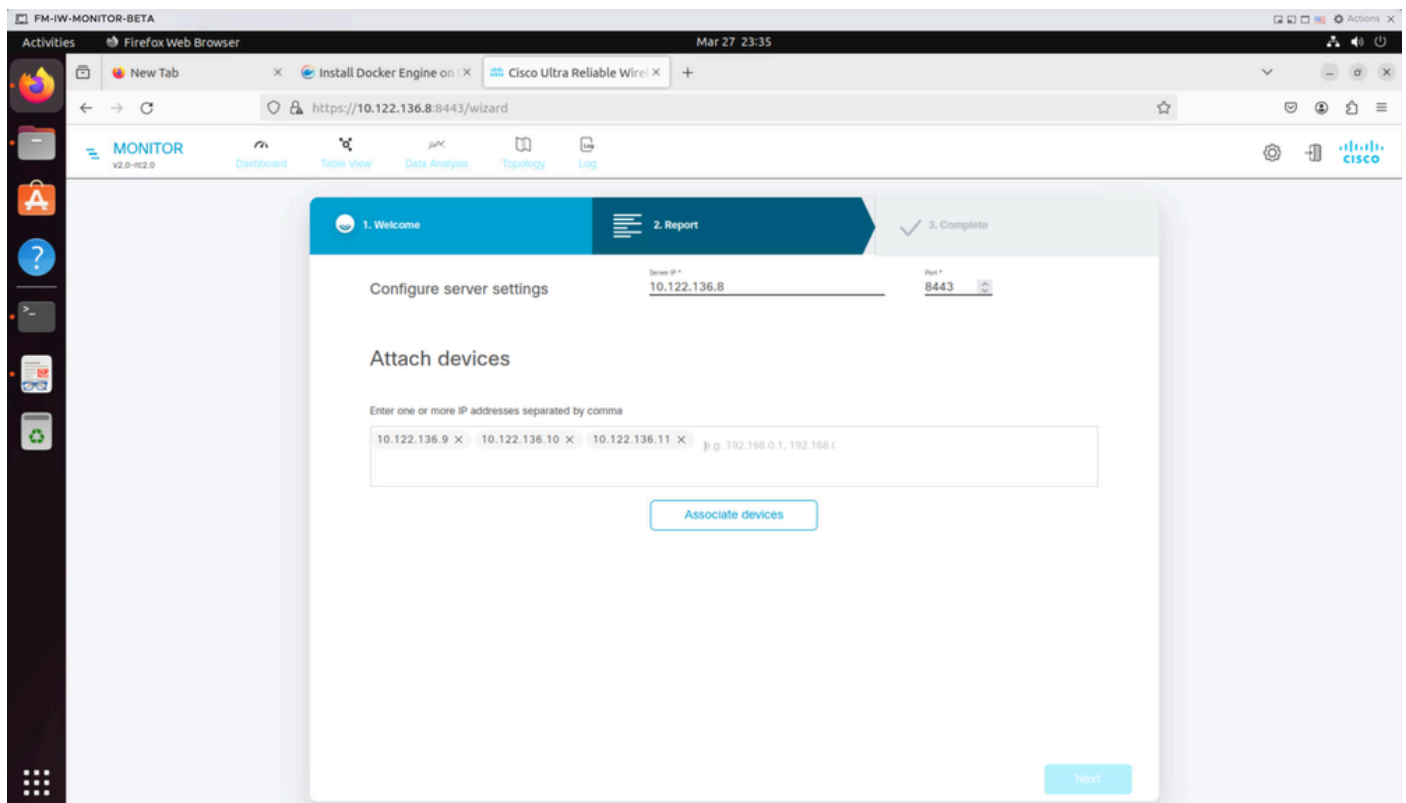 FM-IW-MONITOR-BETA
Actions
Activities
Firefox Web Browser
Mar 27 23:35
New Tab
Install Docker Engine on
Cisco Ultra Reliable Wirel
https://10.122.136.8:8443/wizard
MONITOR
v2.0-rc2.0
Dashboard
Table View
Data Analysis
Topology
Log
CISCO
1. Welcome
2. Report
3. Complete
Configure server settings
Server IP *
10.122.136.8
Port *
8443
Attach devices
Enter one or more IP addresses separated by comma
10.122.136.9 × 10.122.136.10 × 10.122.136.11 × e.g. 192.168.0.1, 192.168.0
Associate devices
Next